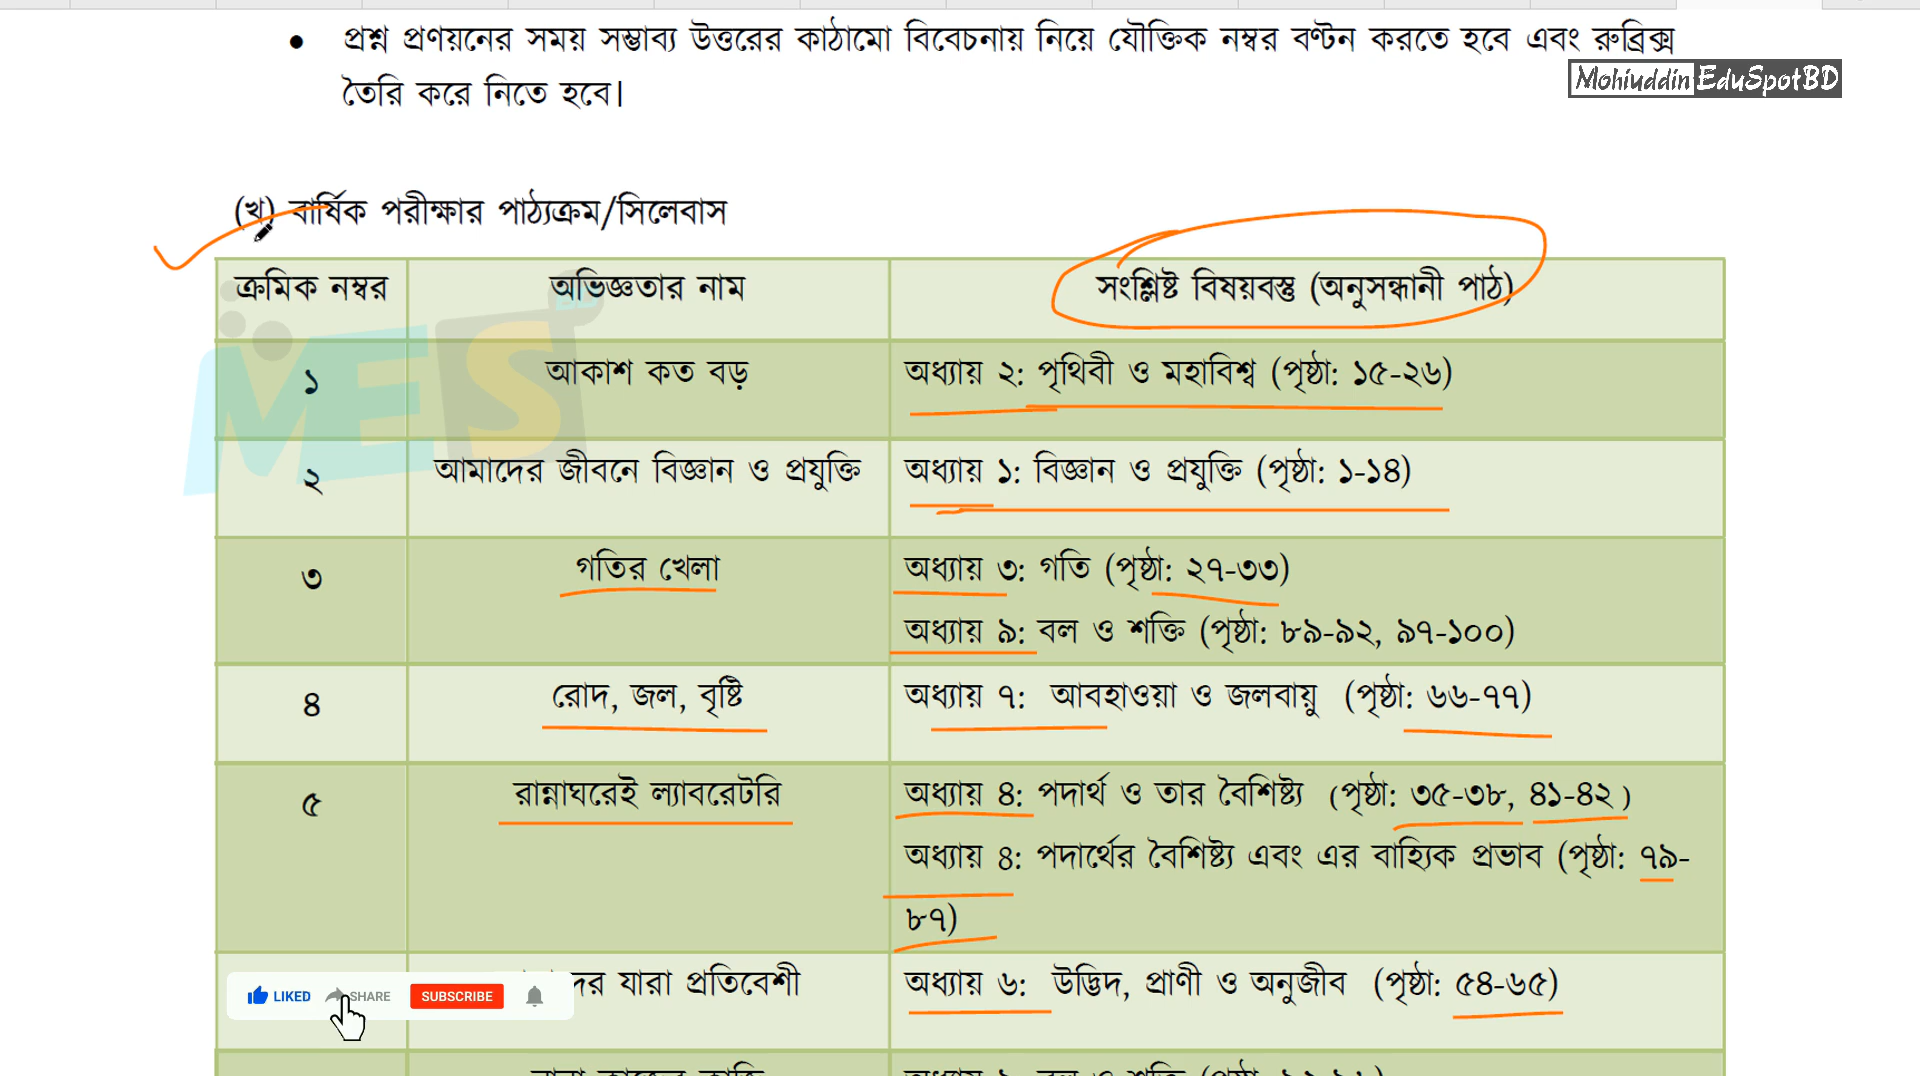 প্রশ্ন প্রণয়নের সময় সম্ভাব্য উত্তরের কাঠামো বিবেচনায় নিয়ে যৌক্তিক নম্বর বণ্টন করতে হবে এবং রুব্রিক্স
তৈরি করে নিতে হবে।
Mohiuddin EduSpotBD
(খ) বার্ষিক পরীক্ষার পাঠ্যক্রম/সিলেবাস
ক্রমিক নম্বর অভিজ্ঞতার নাম সংশ্লিষ্ট বিষয়বস্তু (অনুসন্ধানী পাঠ)
১ আকাশ কত বড় অধ্যায় ২: পৃথিবী ও মহাবিশ্ব (পৃষ্ঠা: ১৫-২৬)
MES
২ আমাদের জীবনে বিজ্ঞান ও প্রযুক্তি অধ্যায় ১: বিজ্ঞান ও প্রযুক্তি (পৃষ্ঠা: ১-১৪)
৩ গতির খেলা অধ্যায় ৩: গতি (পৃষ্ঠা: ২৭-৩৩)
অধ্যায় ৯: বল ও শক্তি (পৃষ্ঠা: ৮৯-৯২, ৯৭-১০০)
৪ রোদ, জল, বৃষ্টি অধ্যায় ৭: আবহাওয়া ও জলবায়ু (পৃষ্ঠা: ৬৬-৭৭)
৫ রান্নাঘরেই ল্যাবরেটরি অধ্যায় ৪: পদার্থ ও তার বৈশিষ্ট্য (পৃষ্ঠা: ৩৫-৩৮, ৪১-৪২ )
অধ্যায় ৪: পদার্থের বৈশিষ্ট্য এবং এর বাহ্যিক প্রভাব (পৃষ্ঠা: ৭৯-
৮৭)
যারা প্রতিবেশী অধ্যায় ৬: উদ্ভিদ, প্রাণী ও অনুজীব (পৃষ্ঠা: ৫৪-৬৫)
LIKED SHARE SUBSCRIBE